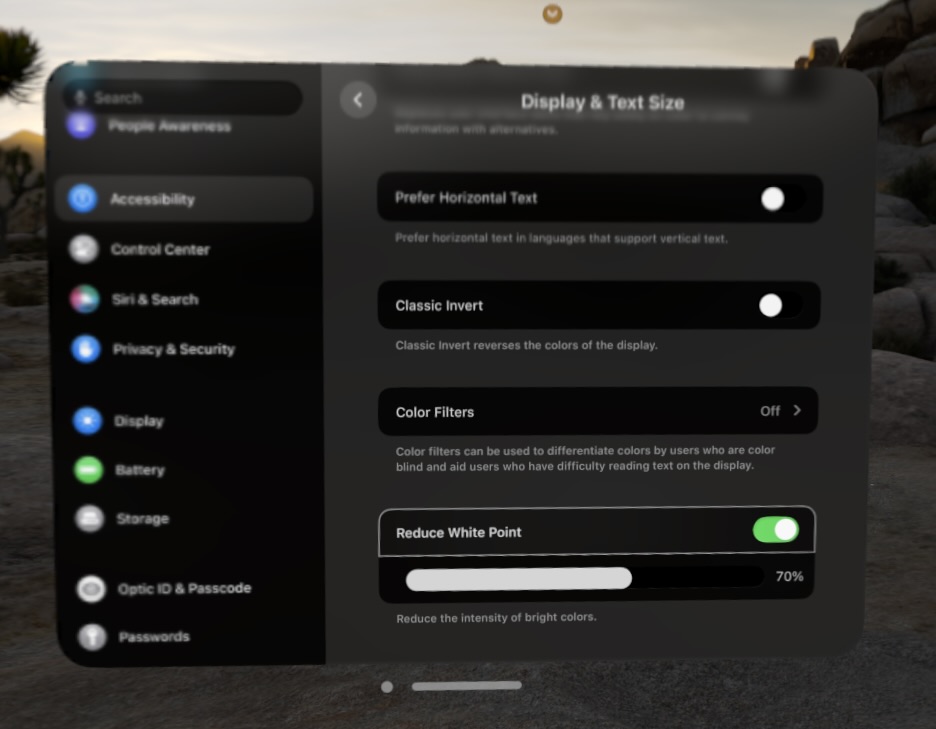 Search
People Awareness
Accessibility
Control Center
Siri & Search
Privacy & Security
Display
Battery
Storage
Optic ID & Passcode
Passwords
Display & Text Size
information with alternatives.
Prefer Horizontal Text
Prefer horizontal text in languages that support vertical text.
Classic Invert
Classic Invert reverses the colors of the display.
Color Filters Off
Color filters can be used to differentiate colors by users who are color
blind and aid users who have difficulty reading text on the display.
Reduce White Point
70%
Reduce the intensity of bright colors.